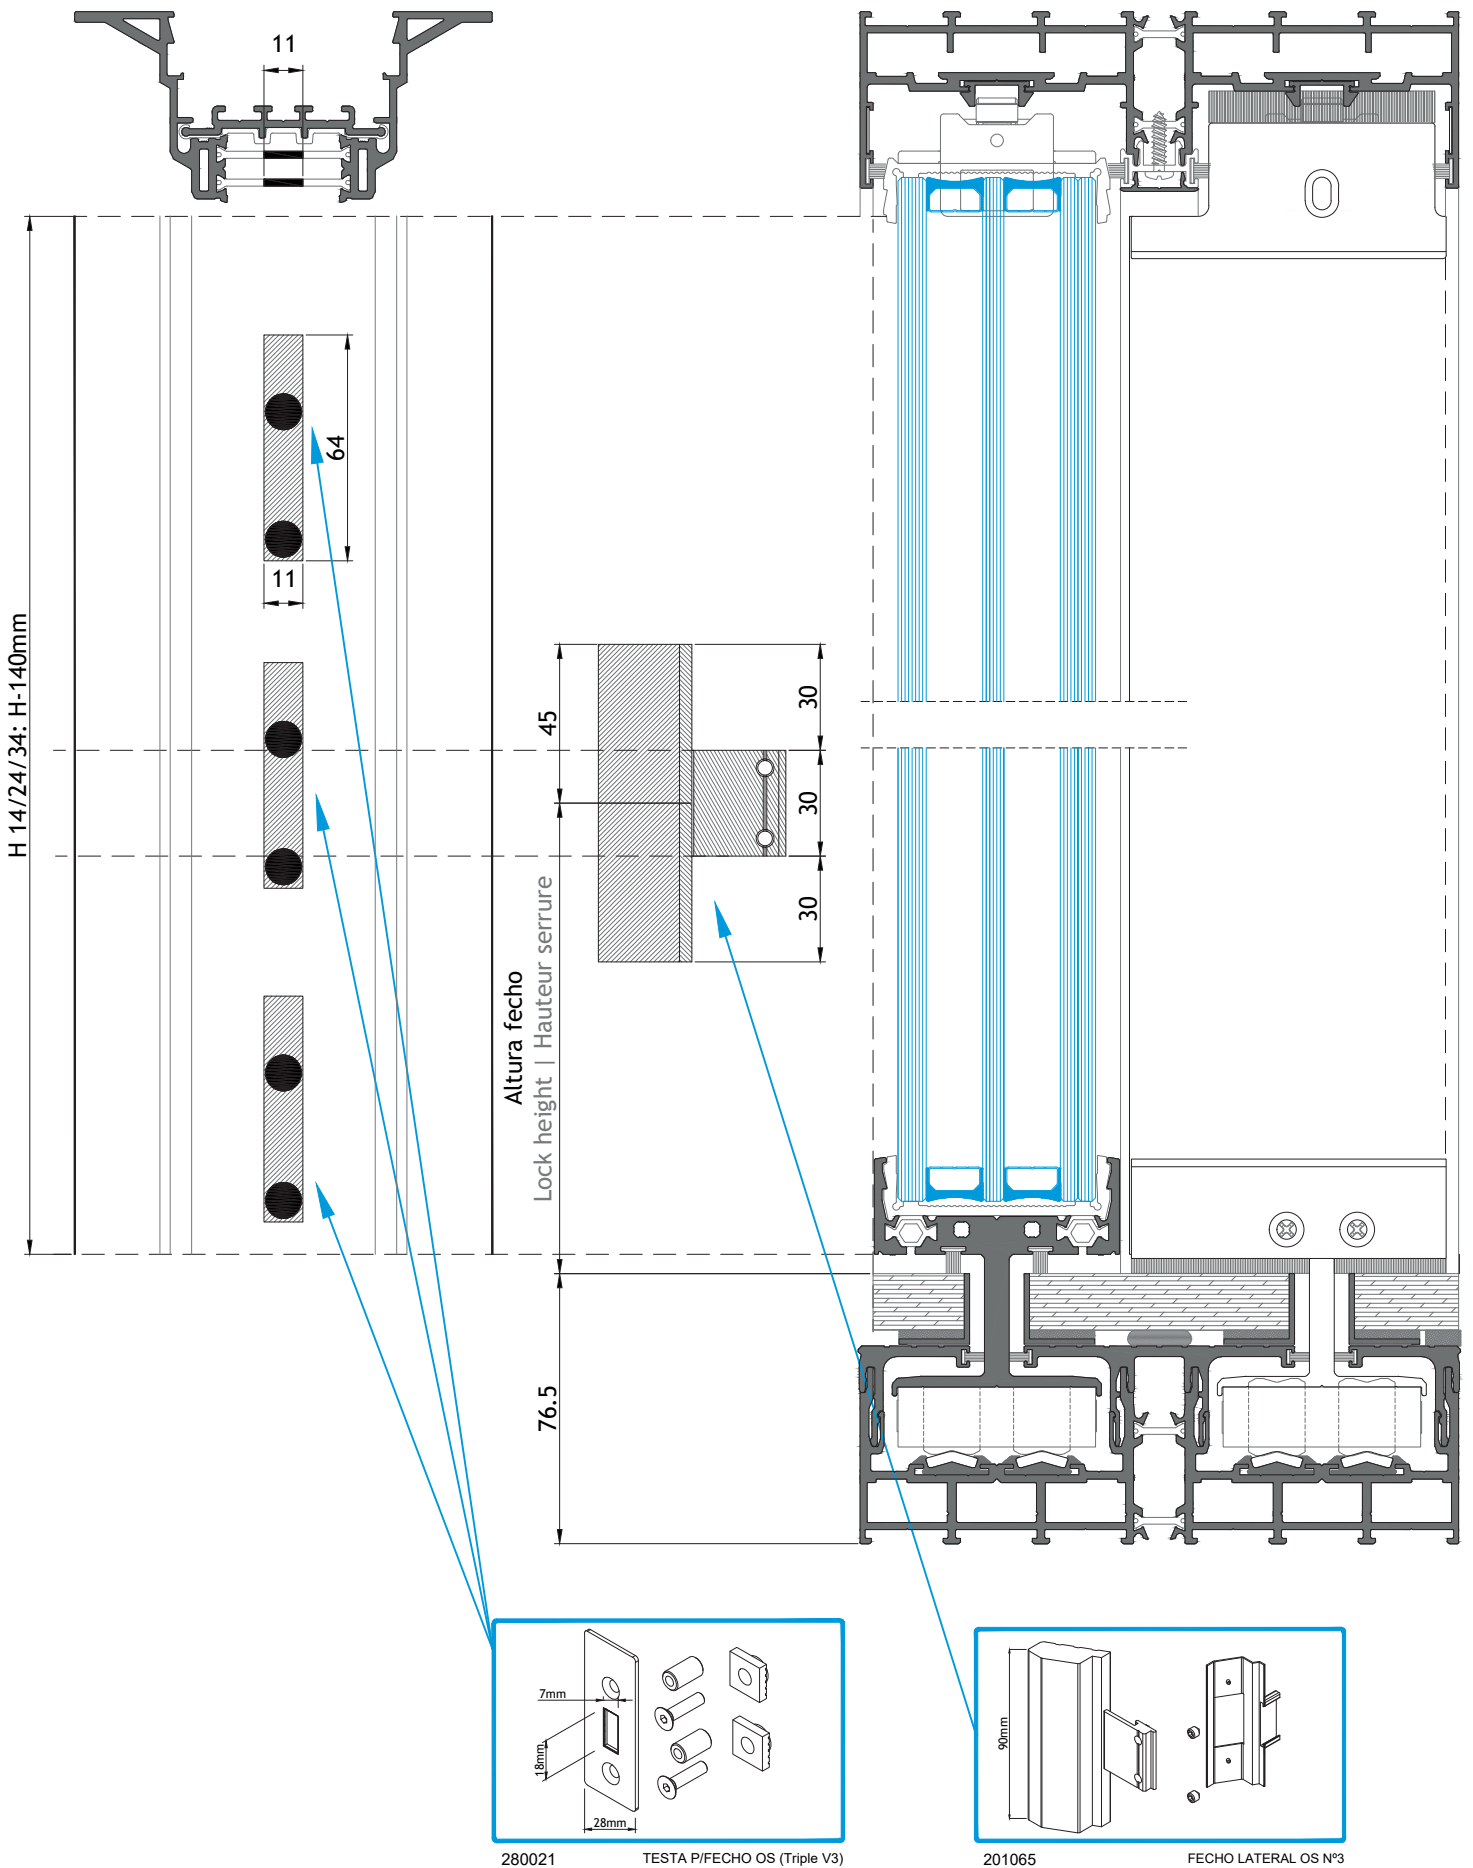 11
64
11
H 14/24/34: H-140mm
45
30
30
30
Altura fecho
Lock height | Hauteur serrure
76.5
7mm
18mm
28mm
90mm
280021 TESTA P/FECHO OS (Triple V3)
201065 FECHO LATERAL OS Nº3